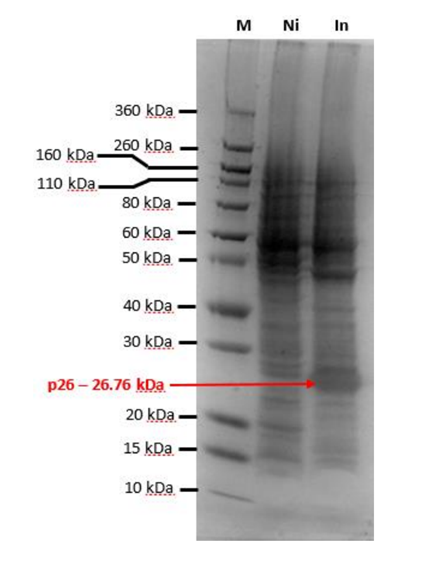 M Ni In
360 kDa
260 kDa
160 kDa
110 kDa
80 kDa
60 kDa
50 kDa
40 kDa
30 kDa
p26 – 26.76 kDa
20 kDa
15 kDa
10 kDa